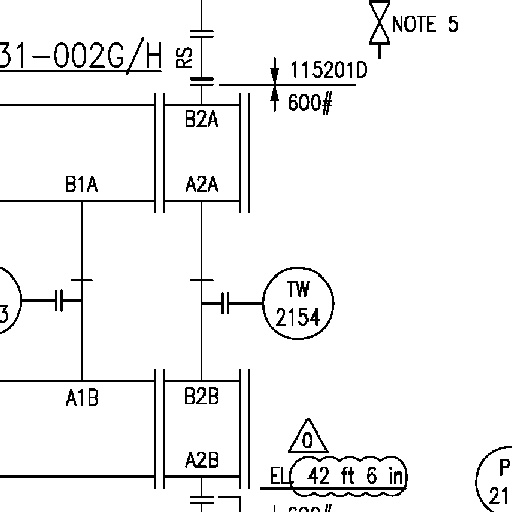 NOTE 5
31-002G/H
RS
115201D
600#
B2A
B1A
A2A
TW
2154
3
A1B
B2B
0
A2B
EL 42 ft 6 in
P
21
600#